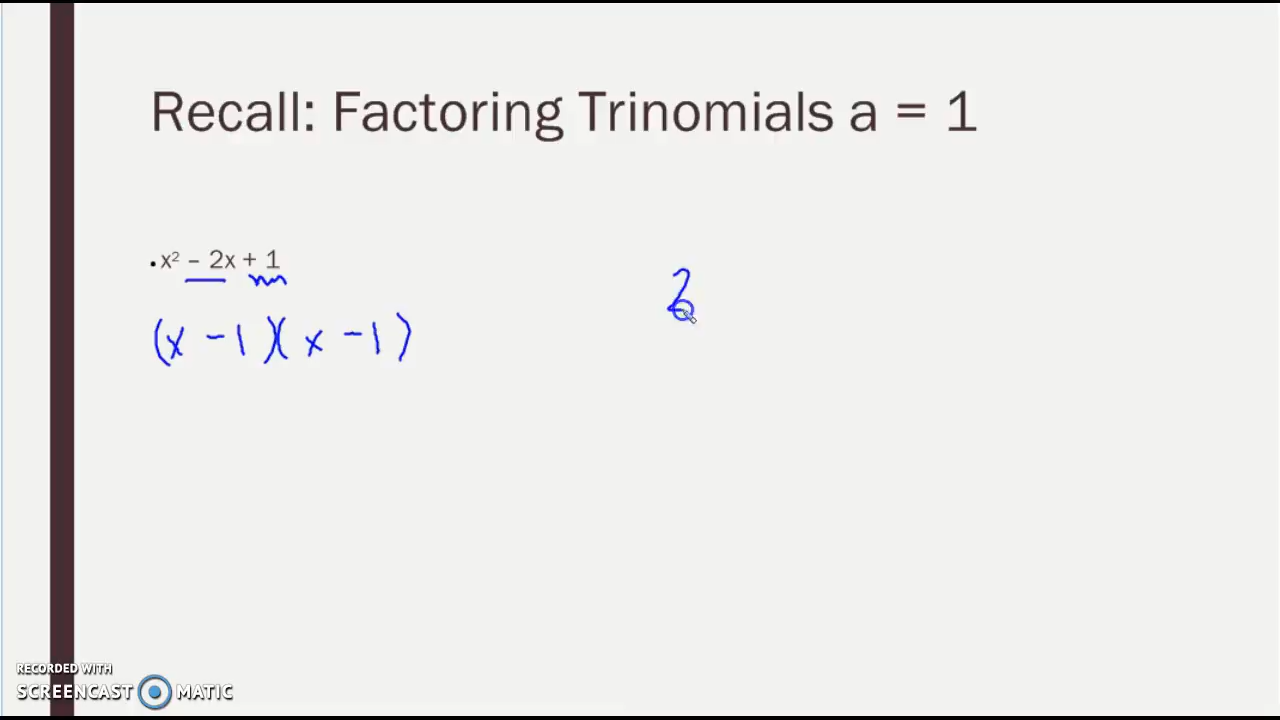 Recall: Factoring Trinomials a = 1
• x² – 2x + 1
(x - 1)(x - 1)
2
RECORDED WITH
SCREENCAST MATIC